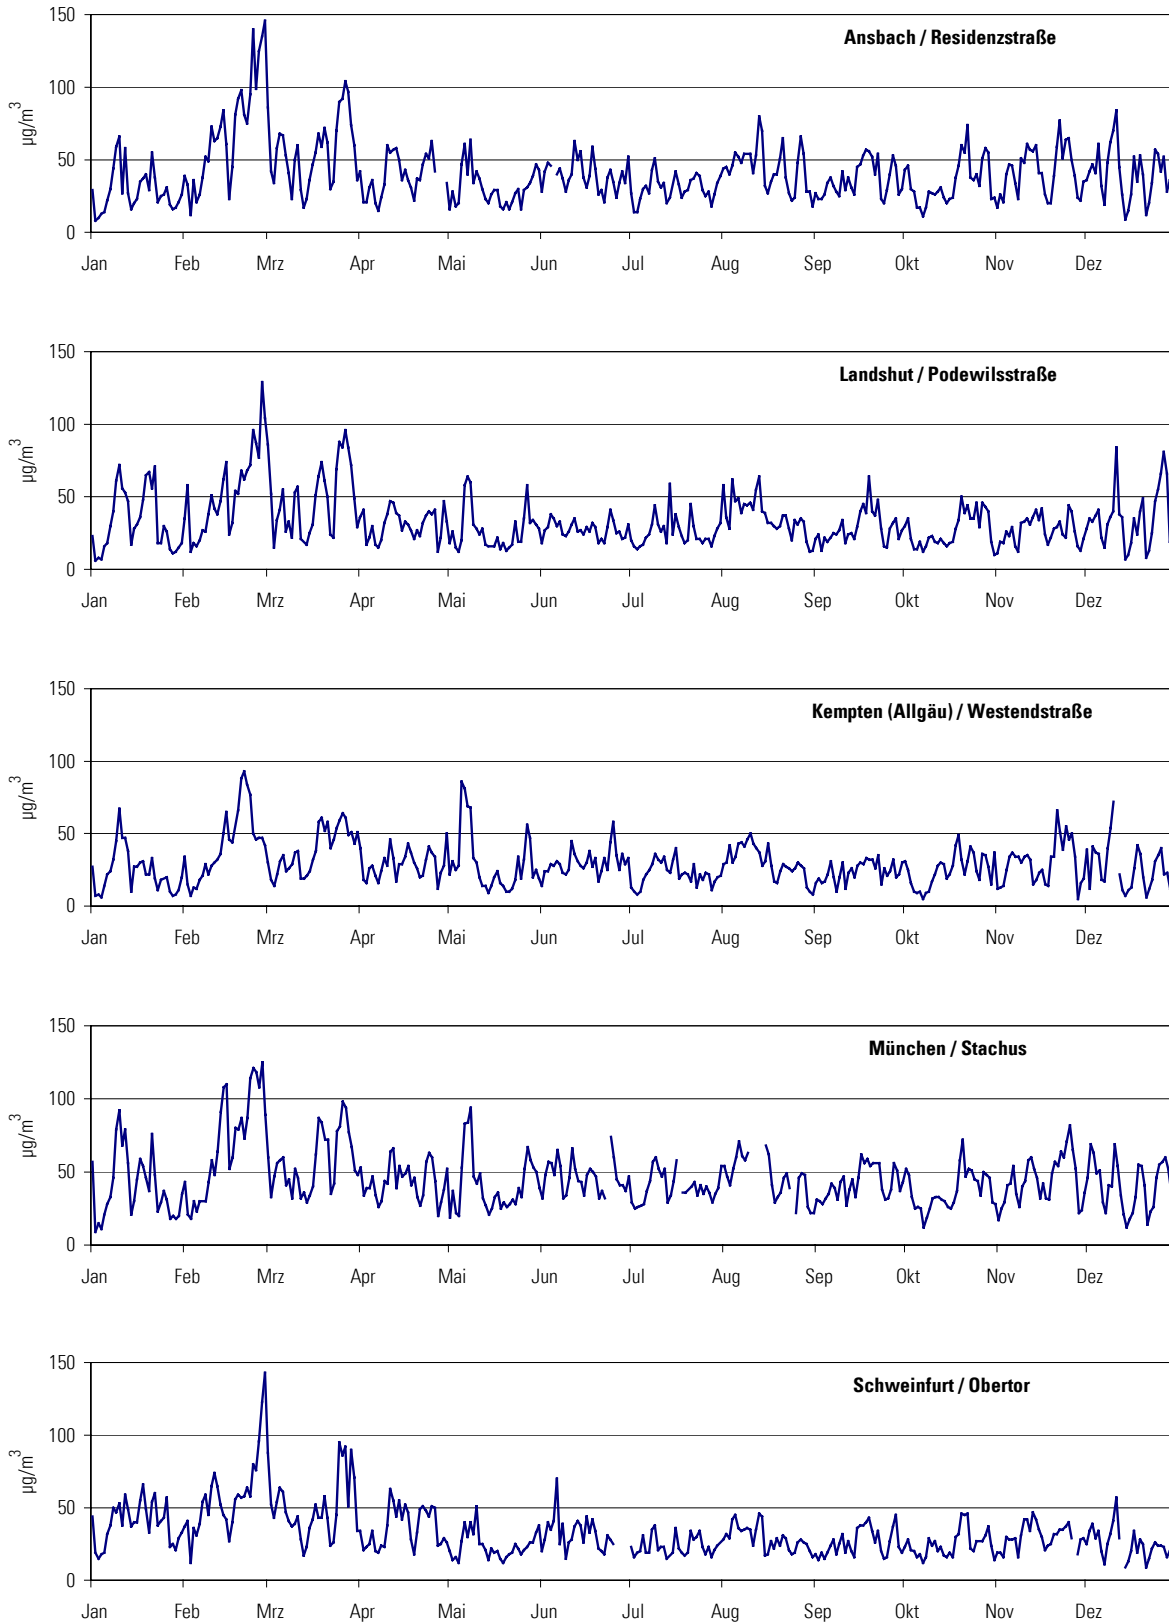 150
Ansbach / Residenzstraße
100
µg/m³
50
0
Jan Feb Mrz Apr Mai Jun Jul Aug Sep Okt Nov Dez
150
Landshut / Podewilsstraße
100
µg/m³
50
0
Jan Feb Mrz Apr Mai Jun Jul Aug Sep Okt Nov Dez
150
Kempten (Allgäu) / Westendstraße
100
µg/m³
50
0
Jan Feb Mrz Apr Mai Jun Jul Aug Sep Okt Nov Dez
150
München / Stachus
100
µg/m³
50
0
Jan Feb Mrz Apr Mai Jun Jul Aug Sep Okt Nov Dez
150
Schweinfurt / Obertor
100
µg/m³
50
0
Jan Feb Mrz Apr Mai Jun Jul Aug Sep Okt Nov Dez